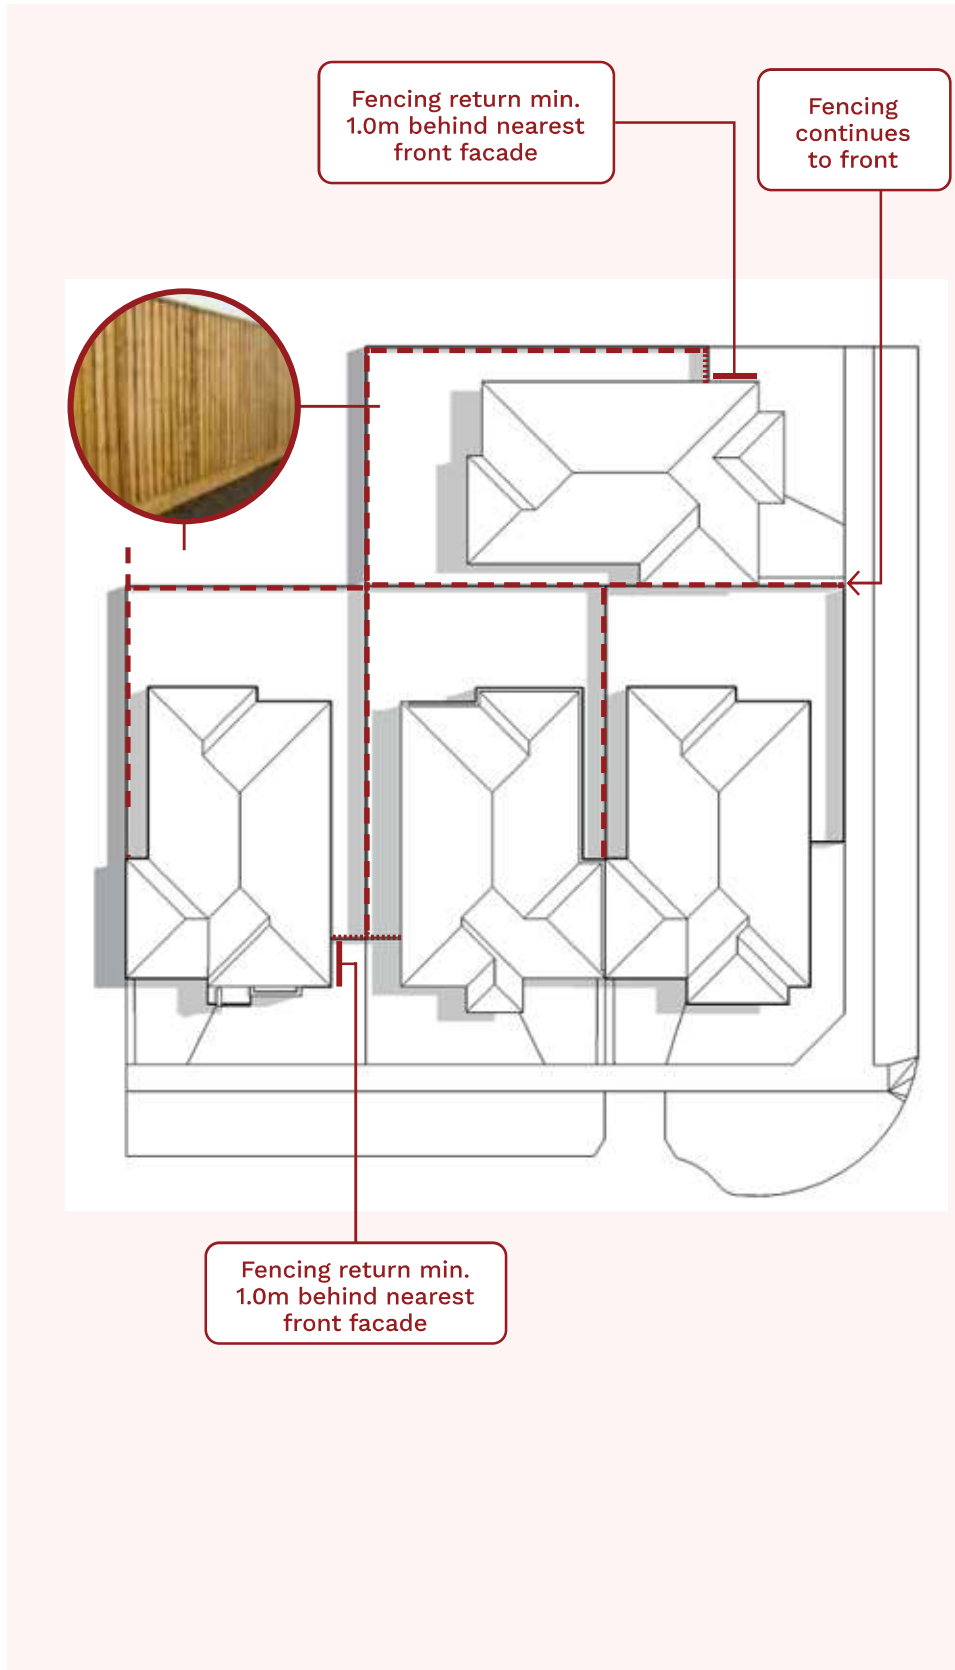 Fencing return min.
1.0m behind nearest
front facade
Fencing
continues
to front
Fencing return min.
1.0m behind nearest
front facade